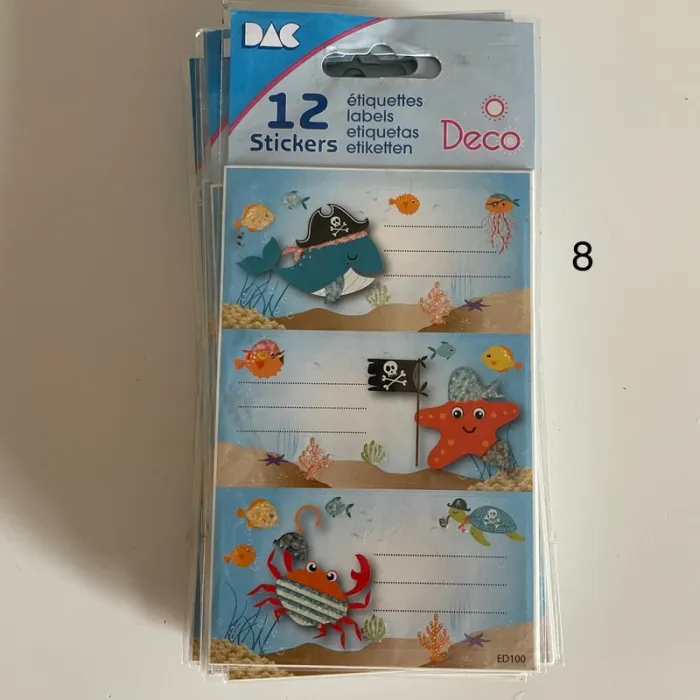 DAC
12
Stickers
étiquettes
labels
etiquetas
etiketten
Deco
8
ED100